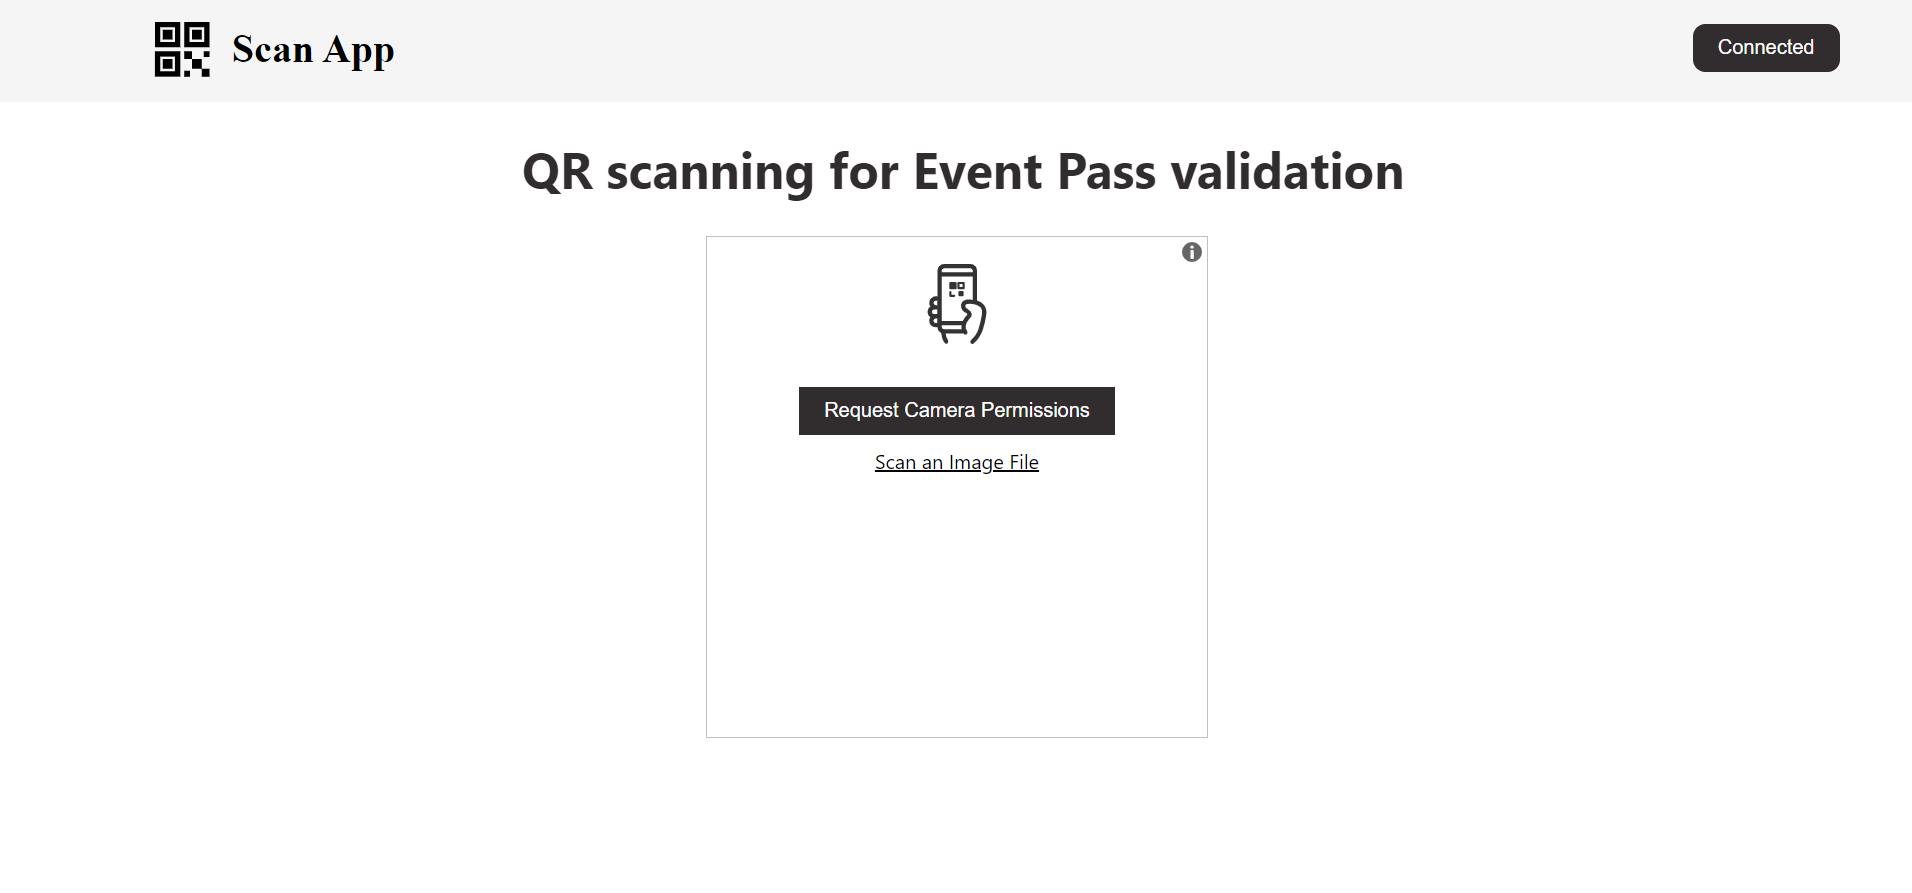 Scan App
Connected
QR scanning for Event Pass validation
Request Camera Permissions
Scan an Image File